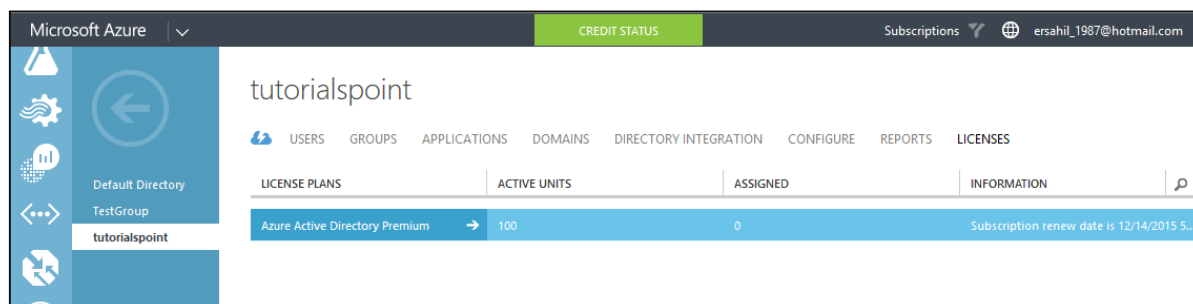 Microsoft Azure CREDIT STATUS Subscriptions ersahil_1987@hotmail.com
tutorialspoint
USERS GROUPS APPLICATIONS DOMAINS DIRECTORY INTEGRATION CONFIGURE REPORTS LICENSES
Default Directory
TestGroup
tutorialspoint
LICENSE PLANS ACTIVE UNITS ASSIGNED INFORMATION
Azure Active Directory Premium 100 0 Subscription renew date is 12/14/2015 5...